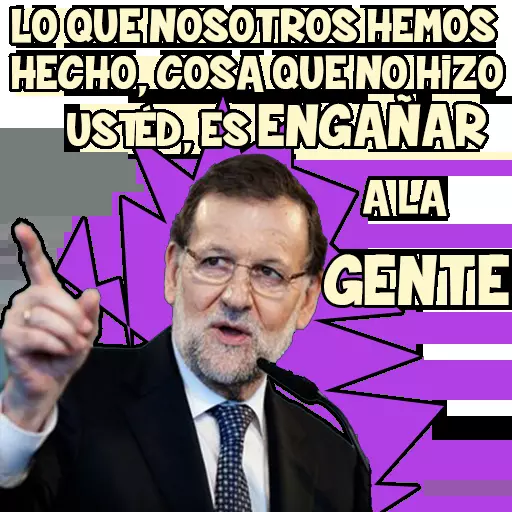 LO QUE NOSOTROS HEMOS
HECHO, COSA QUE NO HIZO
USTED, ES ENGAÑAR
A LA
GENTE